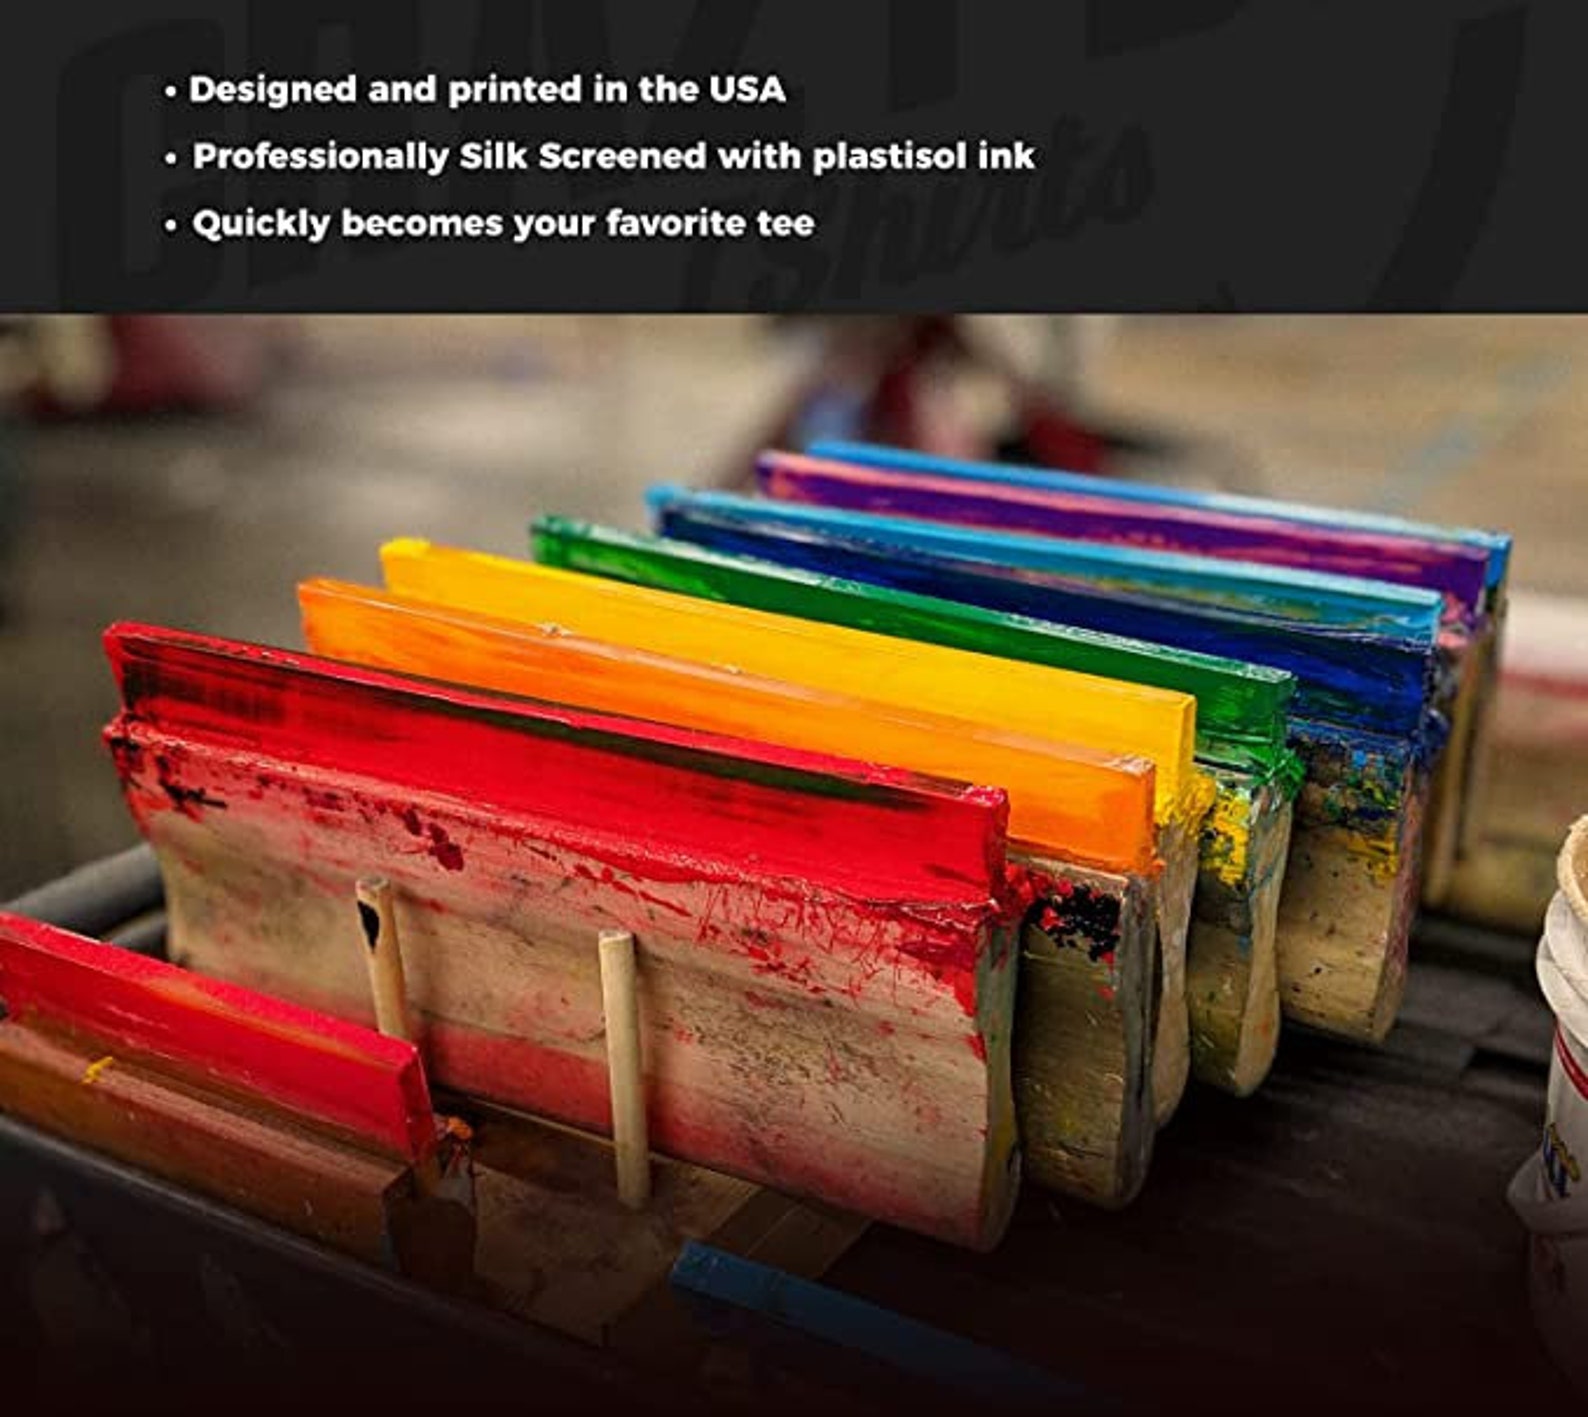 • Designed and printed in the USA
• Professionally Silk Screened with plastisol ink
• Quickly becomes your favorite tee